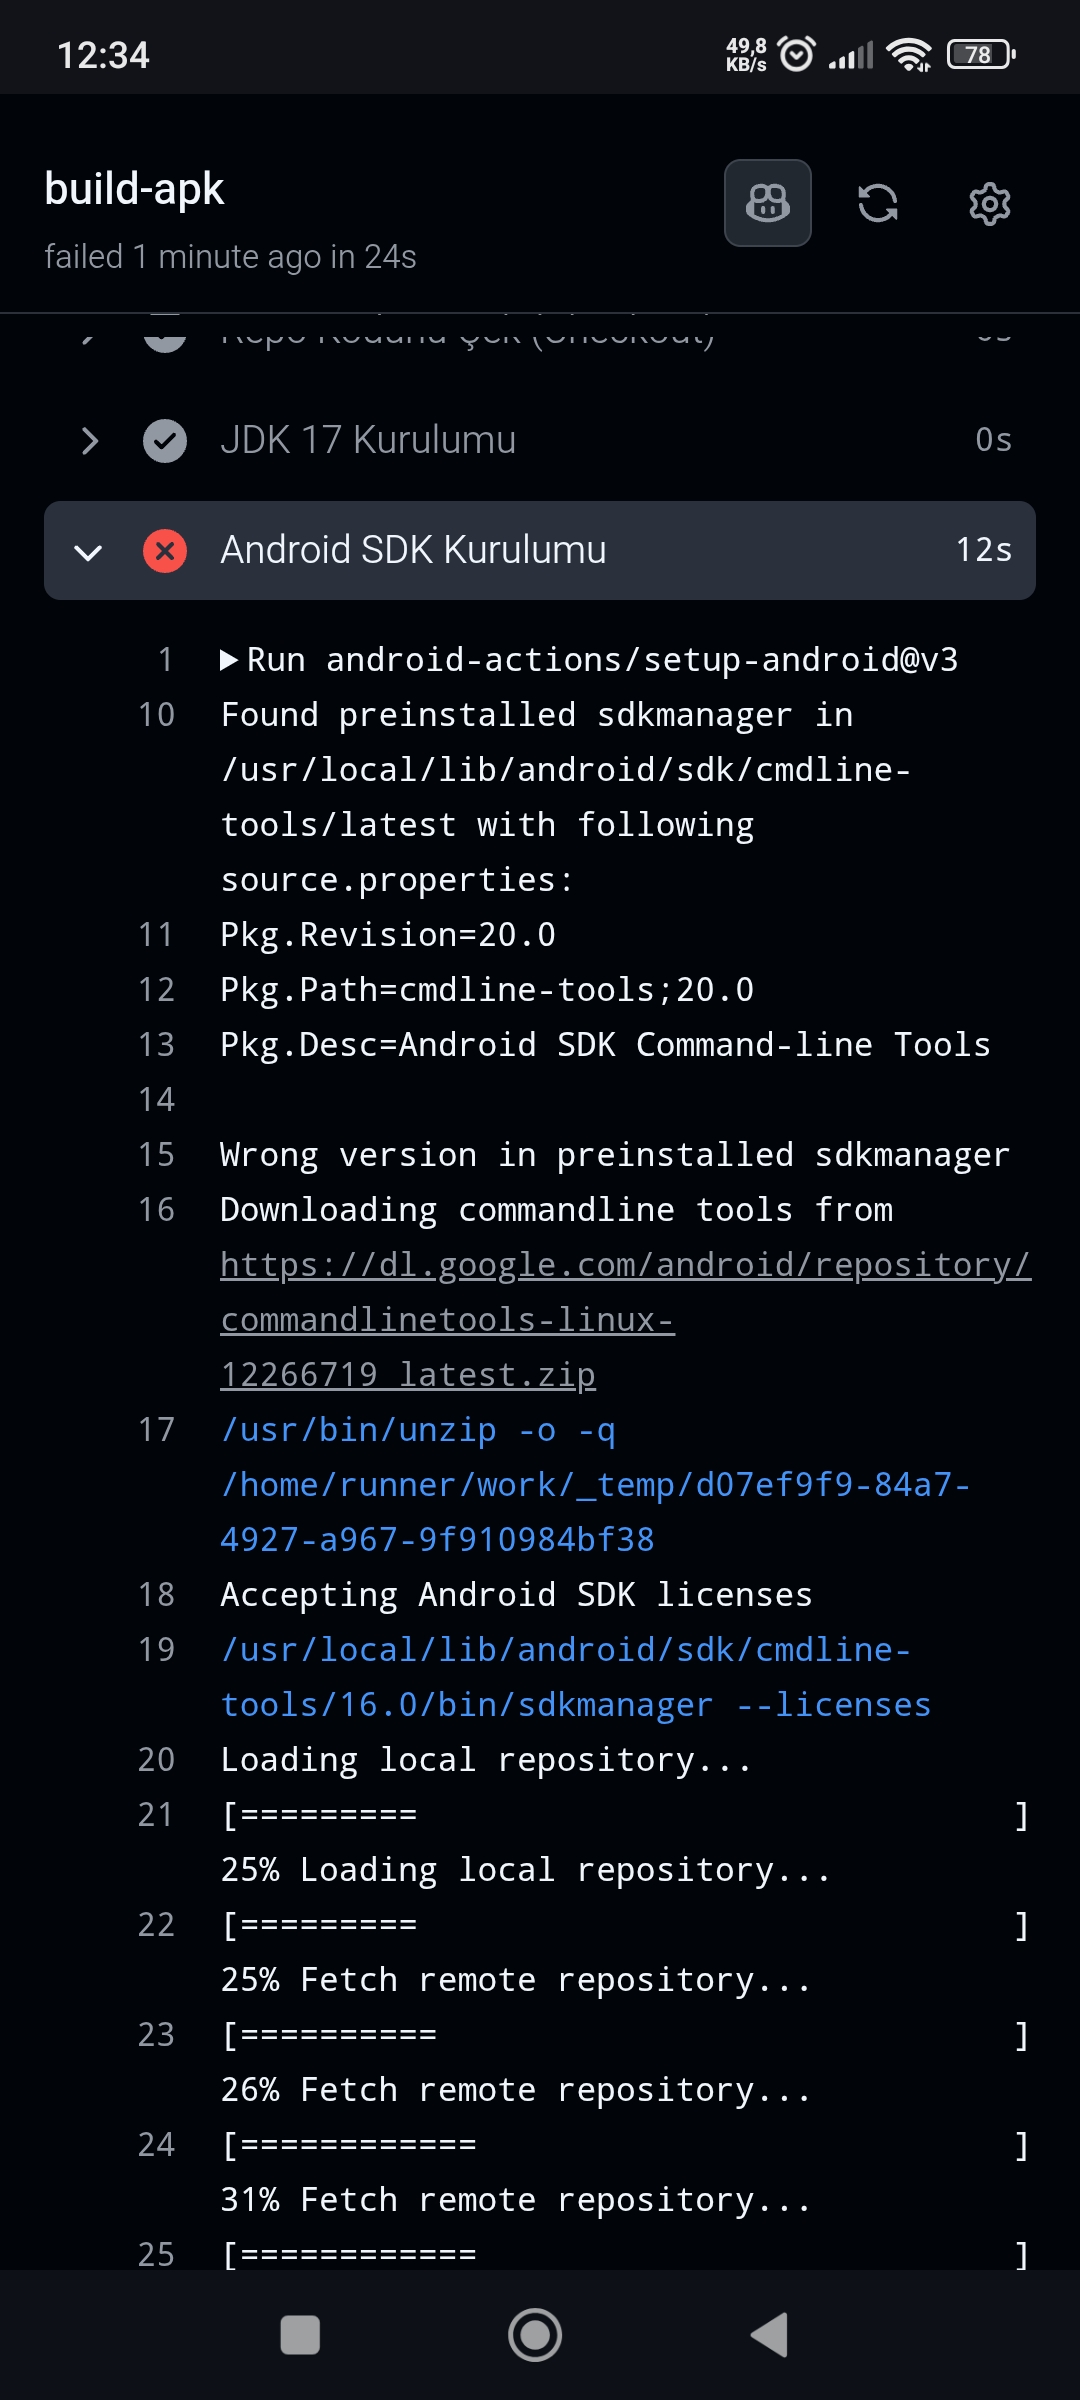 12:34
49,8
KB/s
78
build-apk
failed 1 minute ago in 24s
Repo Kodunu Çek (Checkout)
0s
JDK 17 Kurulumu
0s
Android SDK Kurulumu
12s
1 Run android-actions/setup-android@v3
10 Found preinstalled sdkmanager in
/usr/local/lib/android/sdk/cmdline-
tools/latest with following
source.properties:
11 Pkg.Revision=20.0
12 Pkg.Path=cmdline-tools;20.0
13 Pkg.Desc=Android SDK Command-line Tools
14
15 Wrong version in preinstalled sdkmanager
16 Downloading commandline tools from
https://dl.google.com/android/repository/
commandlinetools-linux-
12266719_latest.zip
17 /usr/bin/unzip -o -q
/home/runner/work/_temp/d07ef9f9-84a7-
4927-a967-9f910984bf38
18 Accepting Android SDK licenses
19 /usr/local/lib/android/sdk/cmdline-
tools/16.0/bin/sdkmanager --licenses
20 Loading local repository...
21 [========= ]
25% Loading local repository...
22 [========= ]
25% Fetch remote repository...
23 [========== ]
26% Fetch remote repository...
24 [============ ]
31% Fetch remote repository...
25 [============ ]